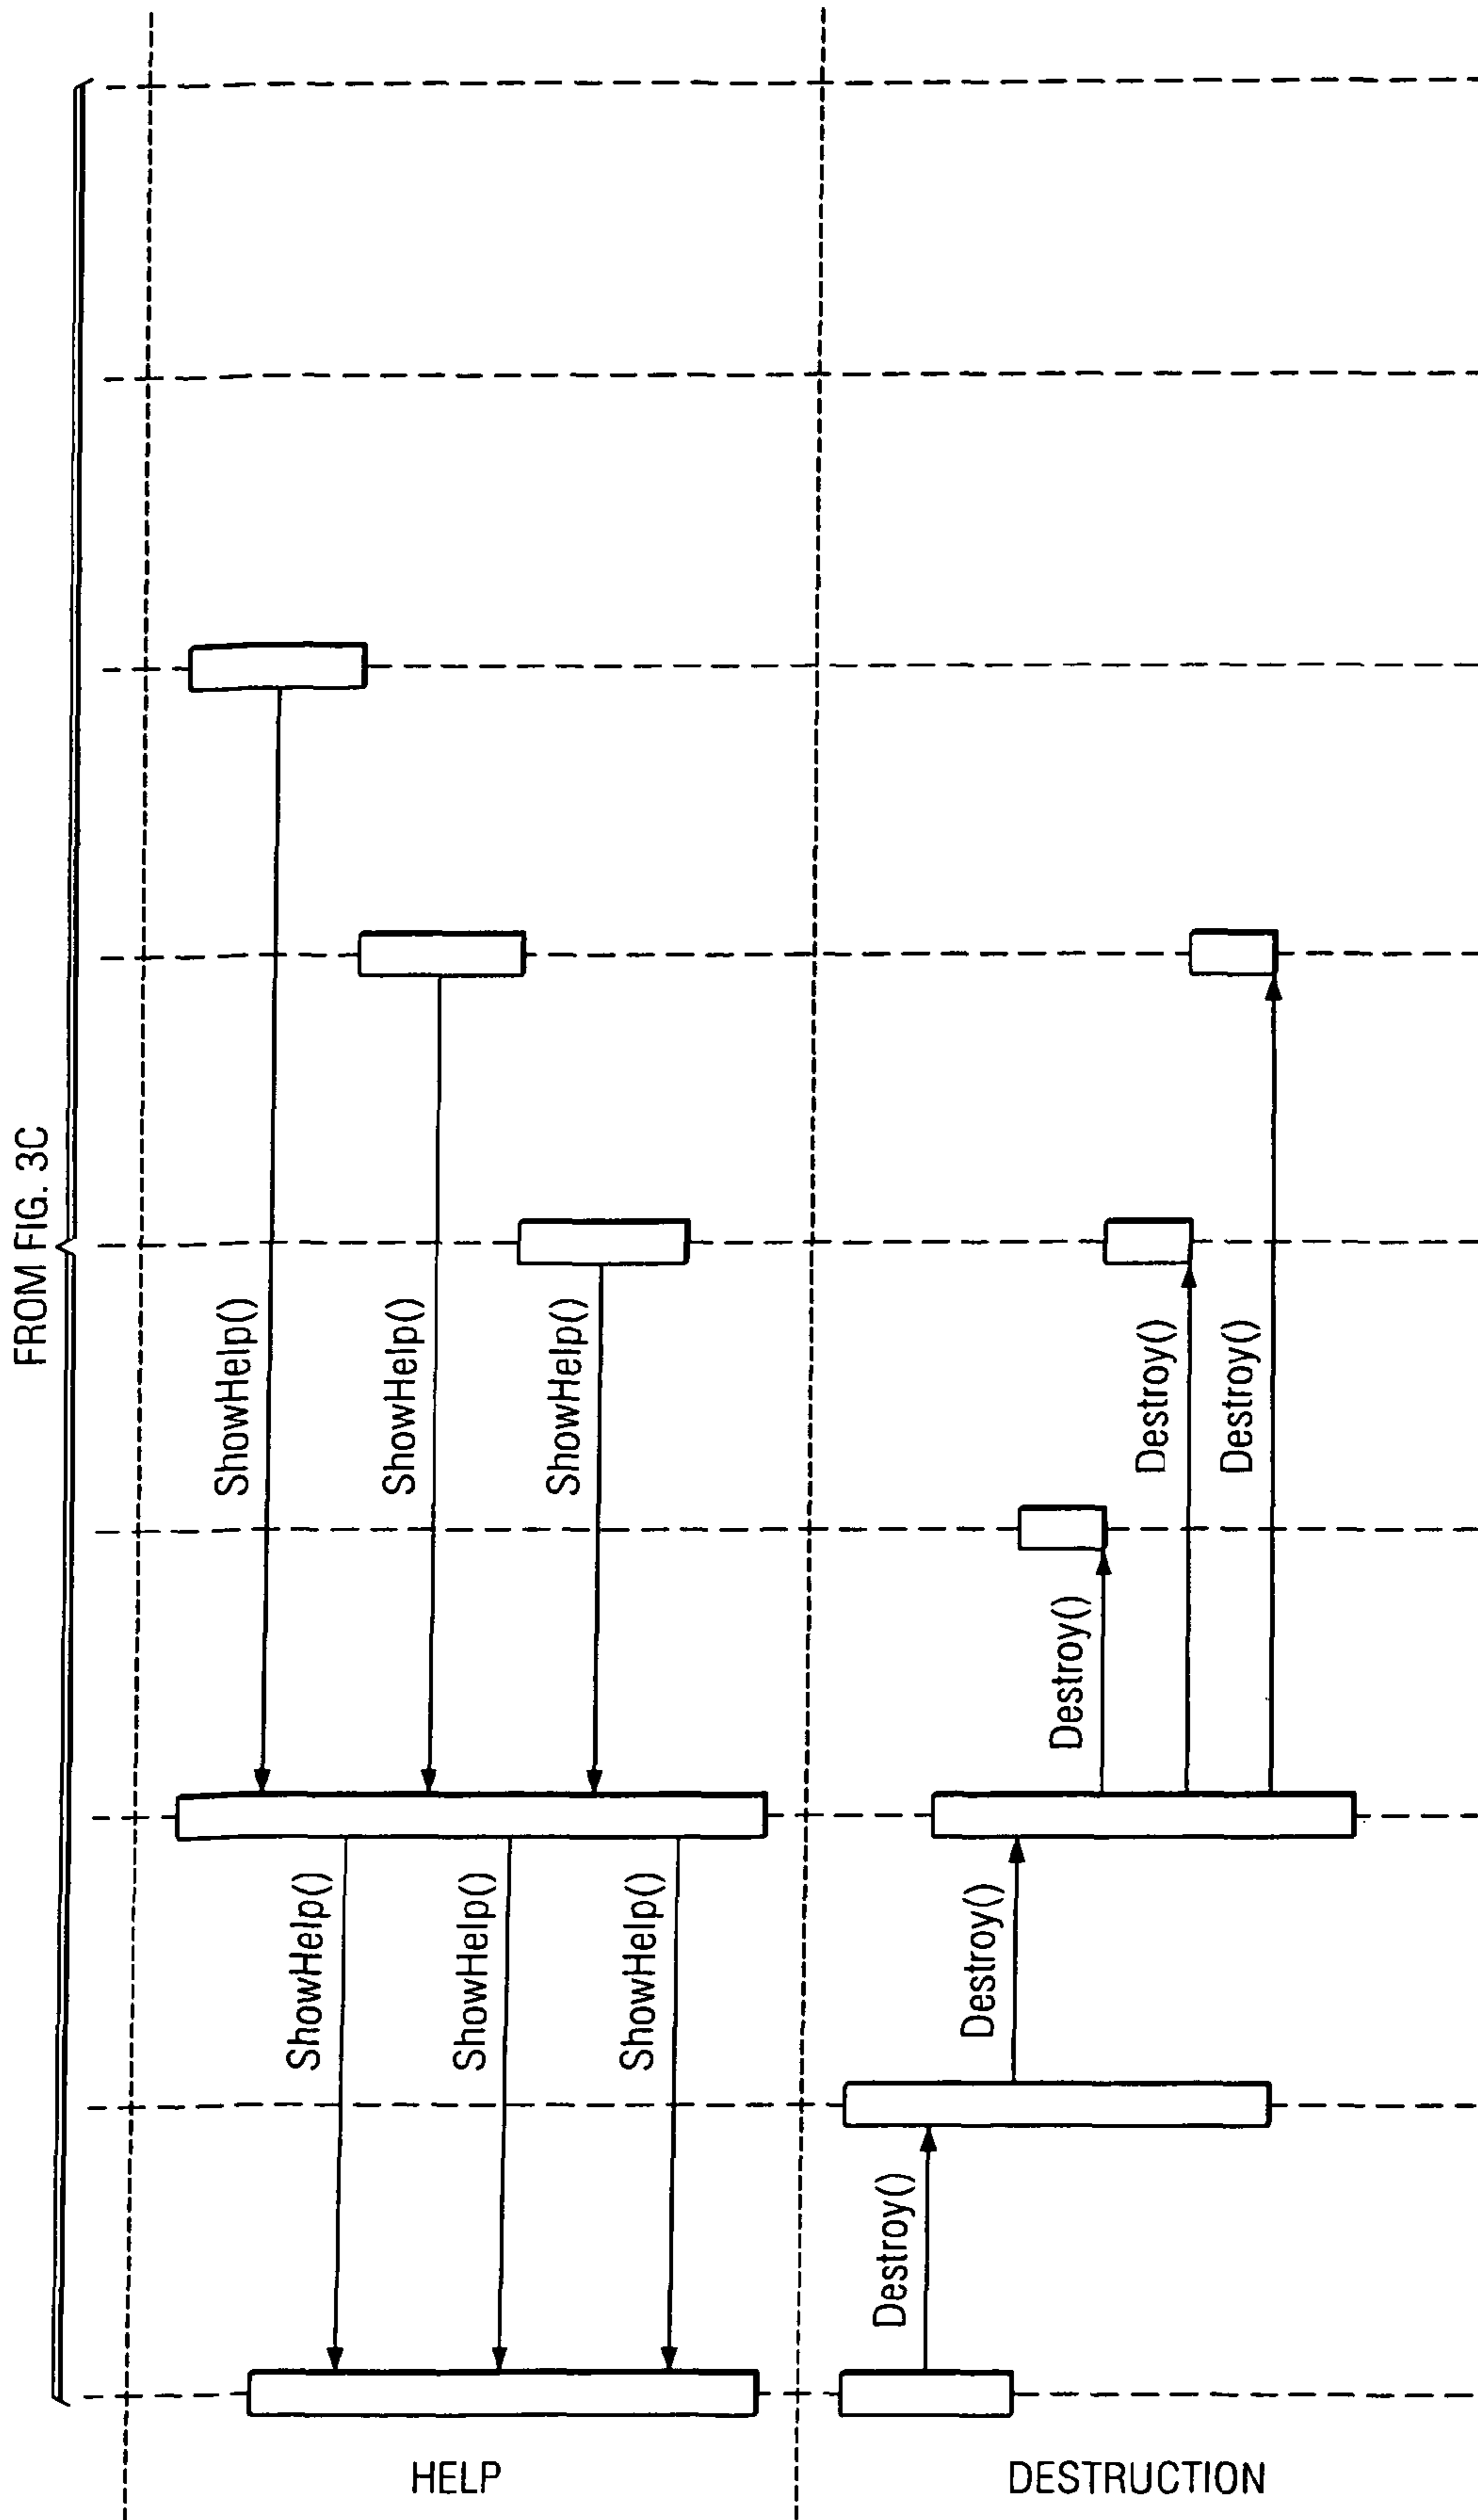 FROM FIG. 3C
ShowHelp()
ShowHelp()
ShowHelp()
ShowHelp()
ShowHelp()
ShowHelp()
HELP
Destroy()
Destroy()
Destroy()
Destroy()
Destroy()
DESTRUCTION